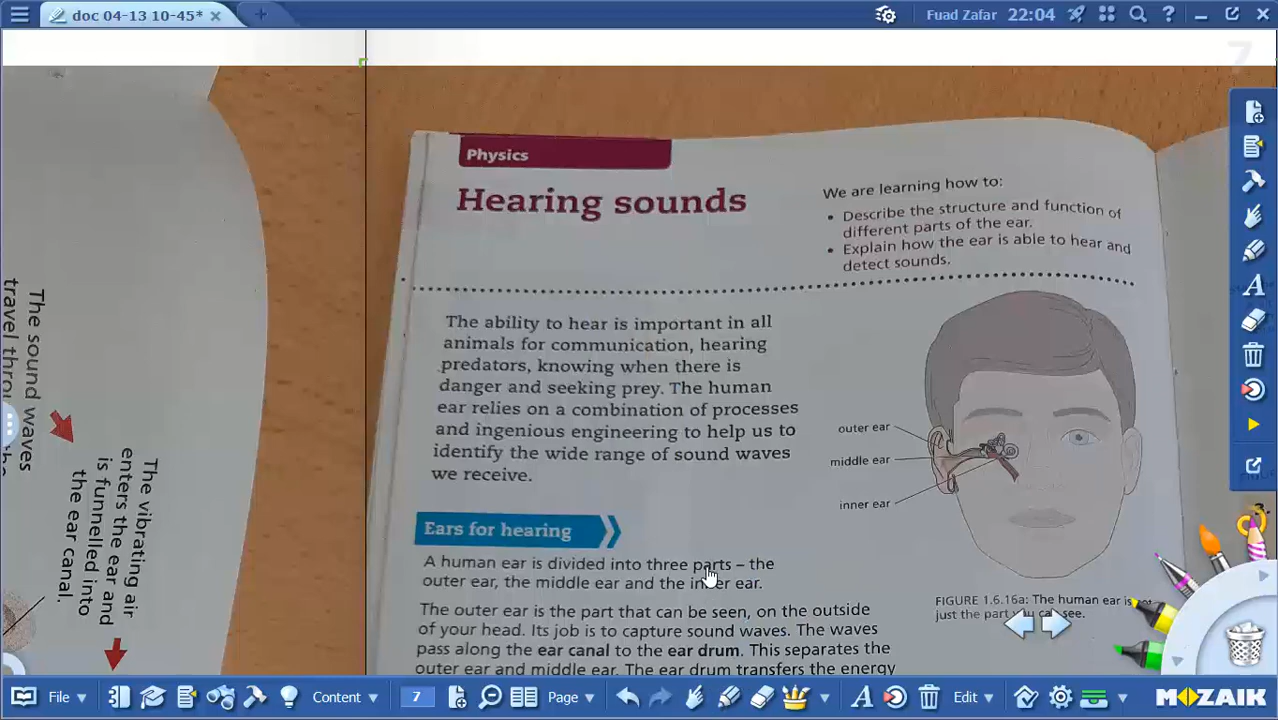 doc 04-13 10-45*
Fuad Zafar 22:04
7
Physics
Hearing sounds
We are learning how to:
• Describe the structure and function of
different parts of the ear.
• Explain how the ear is able to hear and
detect sounds.
The ability to hear is important in all
animals for communication, hearing
predators, knowing when there is
danger and seeking prey. The human
ear relies on a combination of processes
and ingenious engineering to help us to
identify the wide range of sound waves
we receive.
outer ear
middle ear
inner ear
Ears for hearing
A human ear is divided into three parts – the
outer ear, the middle ear and the inner ear.
The outer ear is the part that can be seen, on the outside
of your head. Its job is to capture sound waves. The waves
pass along the ear canal to the ear drum. This separates the
outer ear and middle ear. The ear drum transfers the energy
FIGURE 1.6.16a: The human ear is
just the part you can see.
The sound waves
The vibrating air
enters the ear and
is funnelled into
the ear canal.
File
Content
7
Page
Edit
MOZAIK